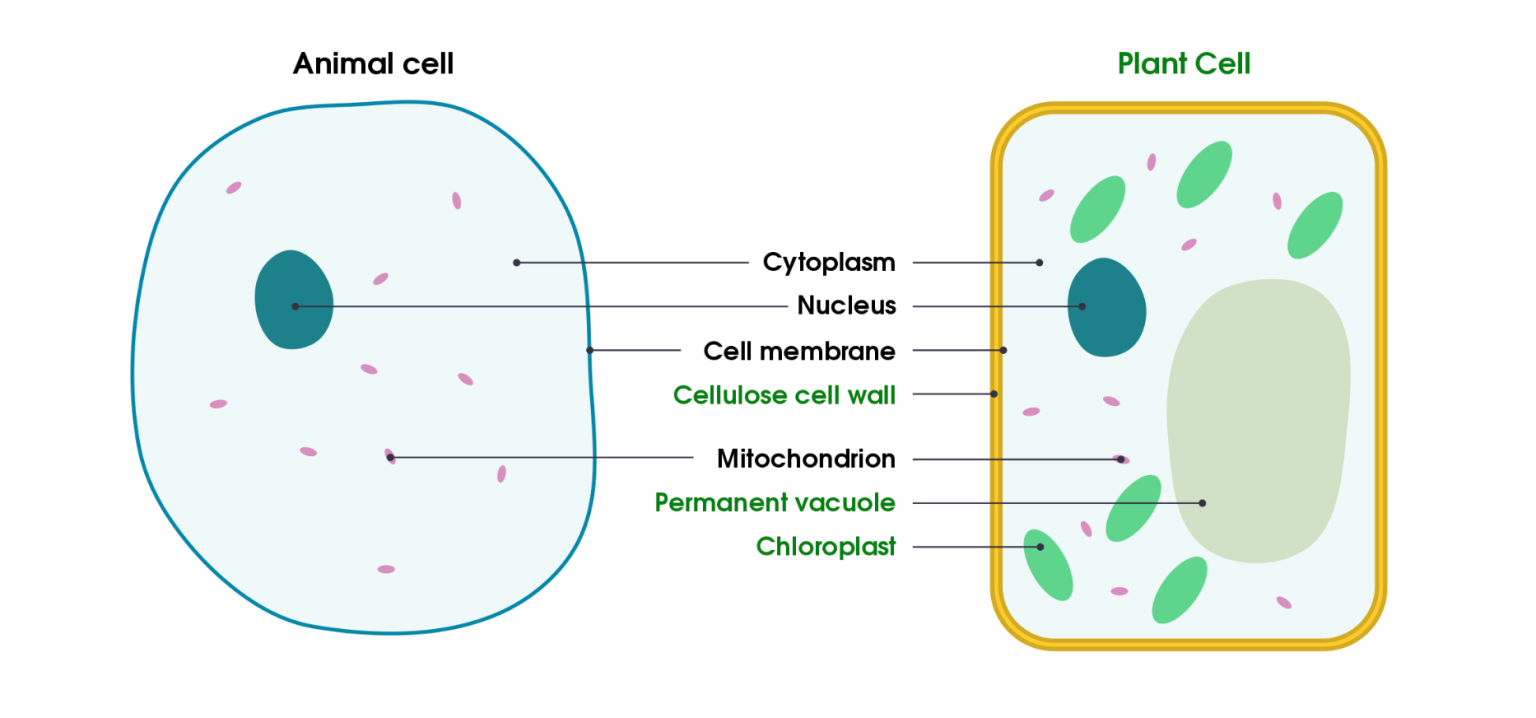 Animal cell
Plant Cell
Cytoplasm
Nucleus
Cell membrane
Cellulose cell wall
Mitochondrion
Permanent vacuole
Chloroplast